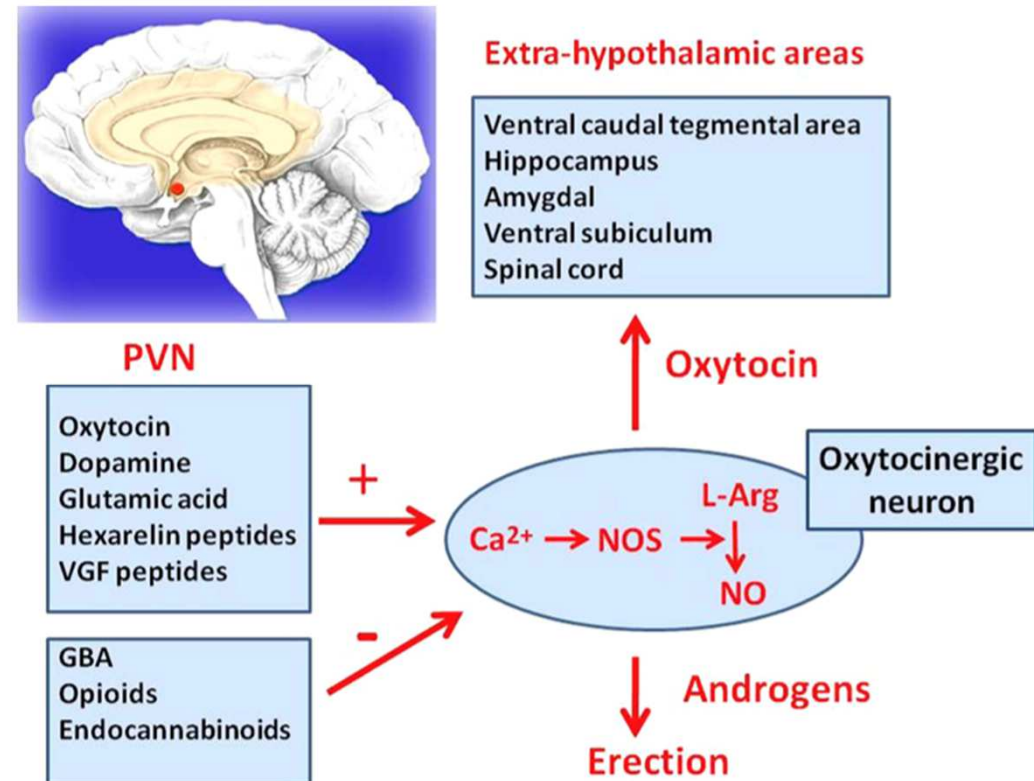 Extra-hypothalamic areas
Ventral caudal tegmental area
Hippocampus
Amygdal
Ventral subiculum
Spinal cord
PVN
Oxytocin
Dopamine
Glutamic acid
Hexarelin peptides
VGF peptides
+
GBA
Opioids
Endocannabinoids
-
Oxytocin
Oxytocinergic
neuron
L-Arg
Ca²⁺ NOS
NO
Androgens
Erection